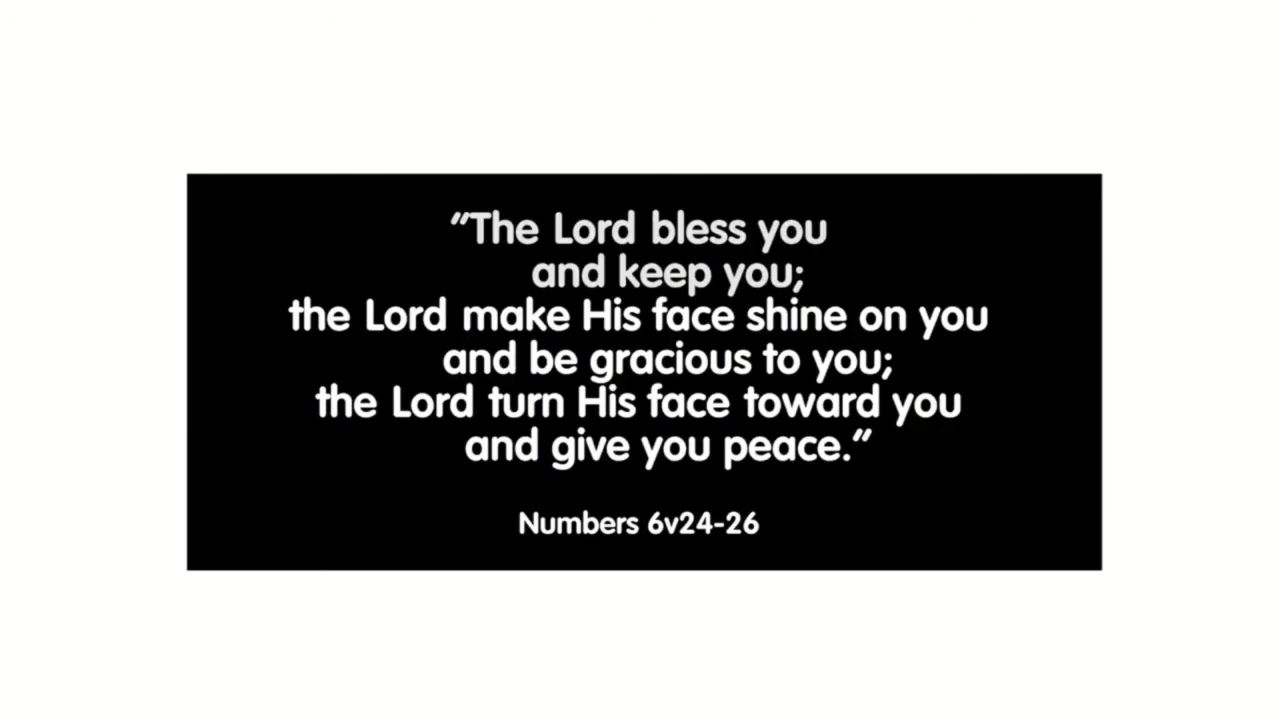 “The Lord bless you
and keep you;
the Lord make His face shine on you
and be gracious to you;
the Lord turn His face toward you
and give you peace.”
Numbers 6v24-26